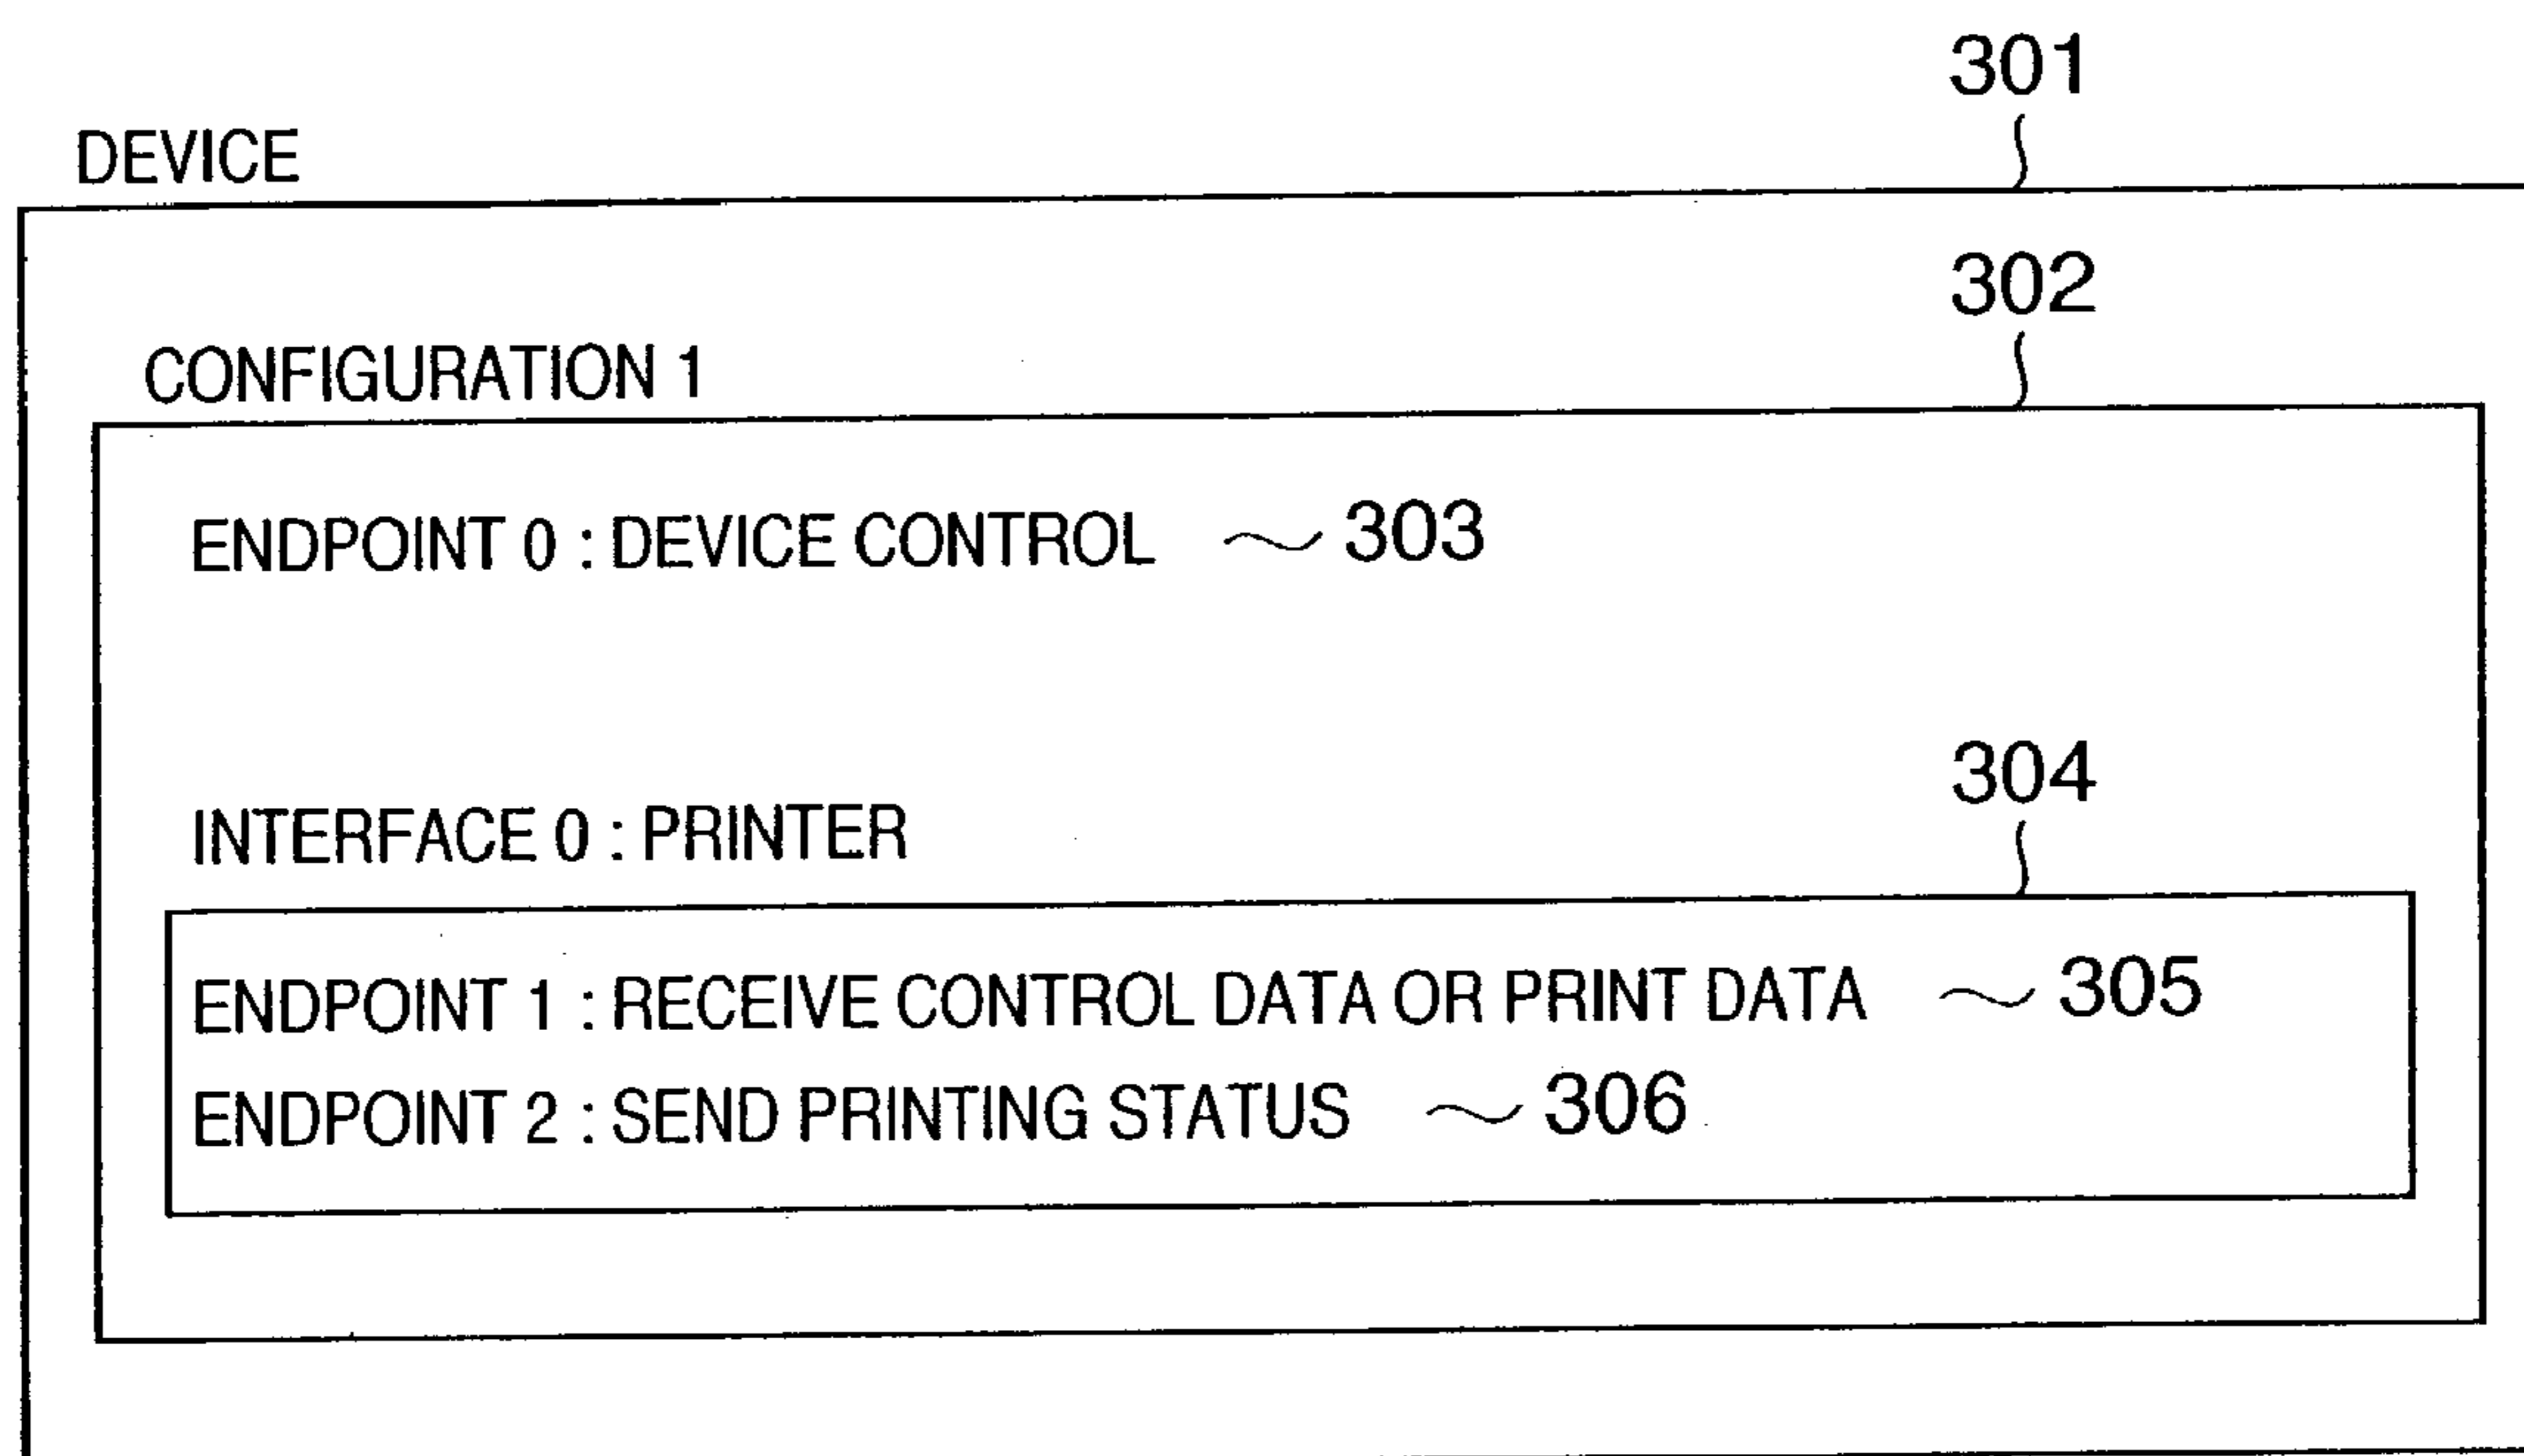 301
DEVICE
302
CONFIGURATION 1
ENDPOINT 0 : DEVICE CONTROL 303
304
INTERFACE 0 : PRINTER
ENDPOINT 1 : RECEIVE CONTROL DATA OR PRINT DATA 305
ENDPOINT 2 : SEND PRINTING STATUS 306